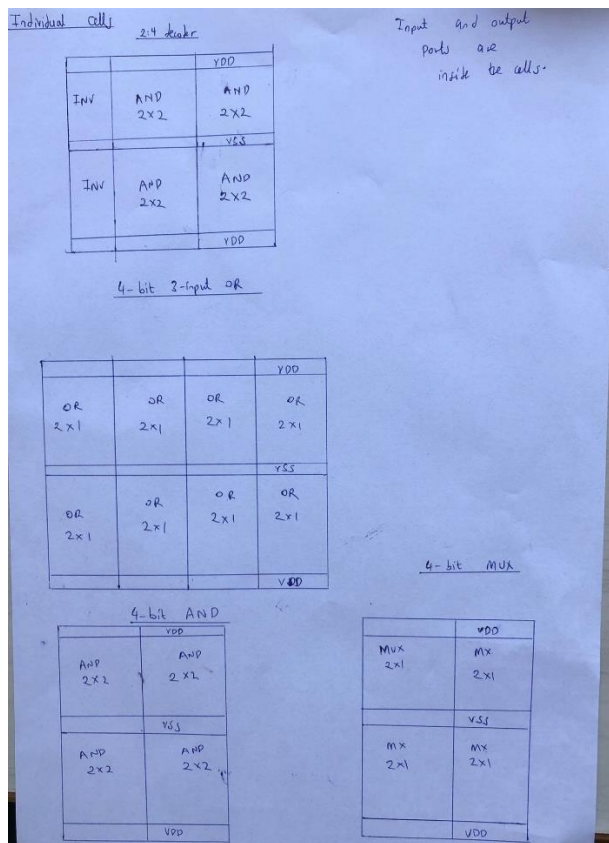 Individual cells
Input and output
ports are
inside the cells.
2:4 decoder
VDD
INV AND AND
2x2 2x2
VSS
INV AND AND
2x2 2x2
VDD
4-bit 3-input OR
VDD
OR OR OR OR
2x1 2x1 2x1 2x1
VSS
OR OR OR OR
2x1 2x1 2x1 2x1
VDD
4-bit AND
VDD
AND AND
2x2 2x2
VSS
AND AND
2x2 2x2
VDD
4-bit MUX
VDD
MUX MX
2x1 2x1
VSS
MX MX
2x1 2x1
VDD